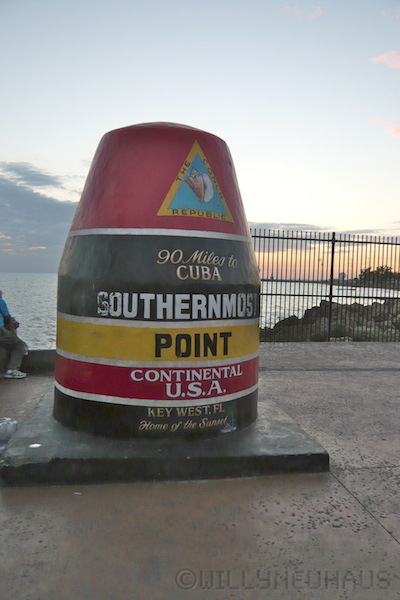 THE CONCH
REPUBLIC
90 Miles to
CUBA
SOUTHERNMOST
POINT
CONTINENTAL
U.S.A.
KEY WEST, FL
Home of the Sunset
©WILLYNEUHAUS